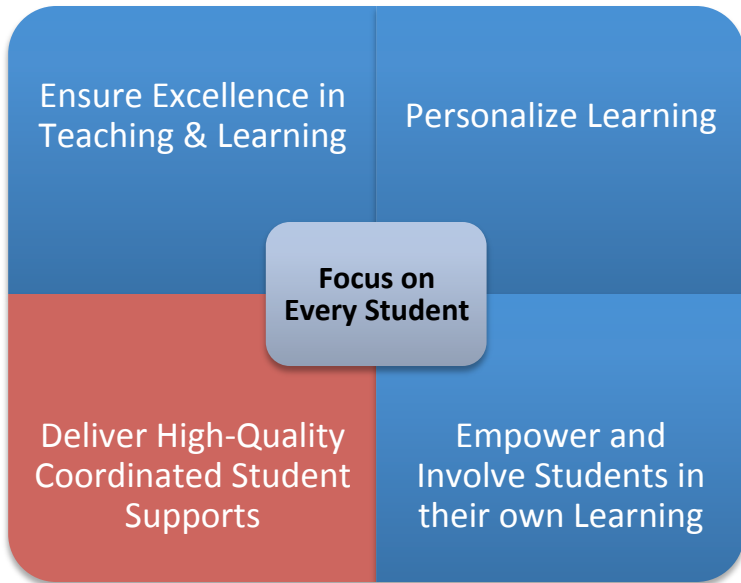 Ensure Excellence in
Teaching & Learning
Personalize Learning
Focus on
Every Student
Deliver High-Quality
Coordinated Student
Supports
Empower and
Involve Students in
their own Learning